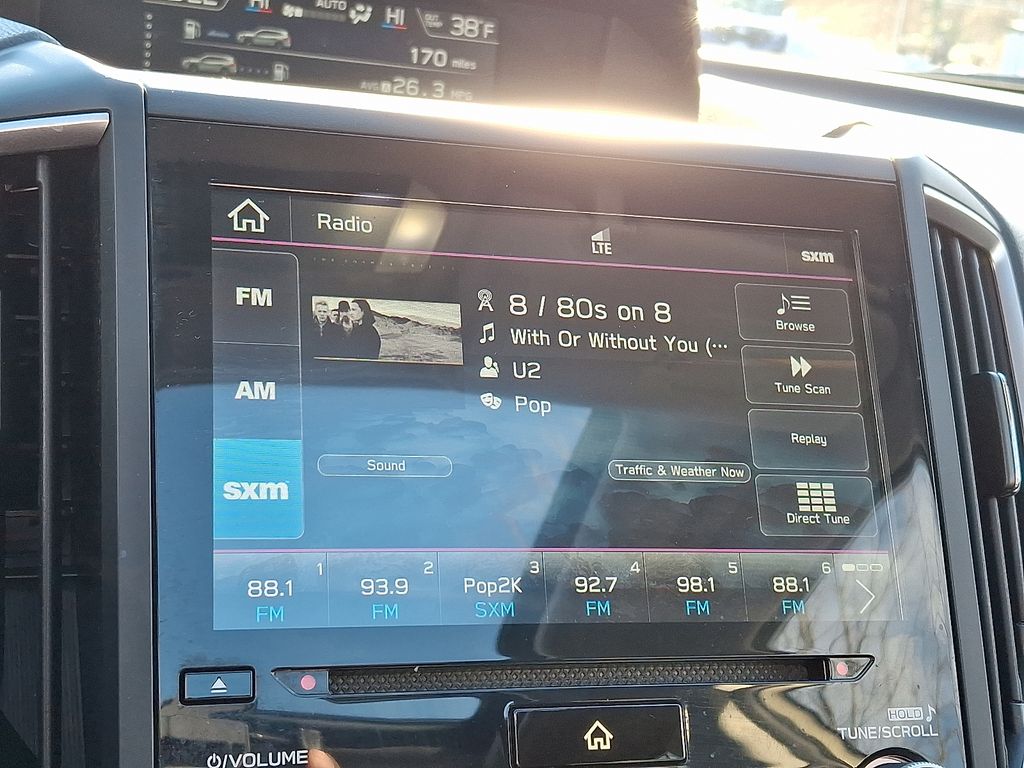 HI AUTO HI OUT TEMP 38°F
170 miles
AVG B 26.3 MPG
Radio
LTE
sxm
FM
8 / 80s on 8
Browse
With Or Without You (...
AM
U2
Tune Scan
Pop
Replay
sxm
Sound
Traffic & Weather Now
Direct Tune
1 2 3 4 5 6
88.1 93.9 Pop2K 92.7 98.1 88.1
FM FM SXM FM FM FM
HOLD
TUNE/SCROLL
/VOLUME